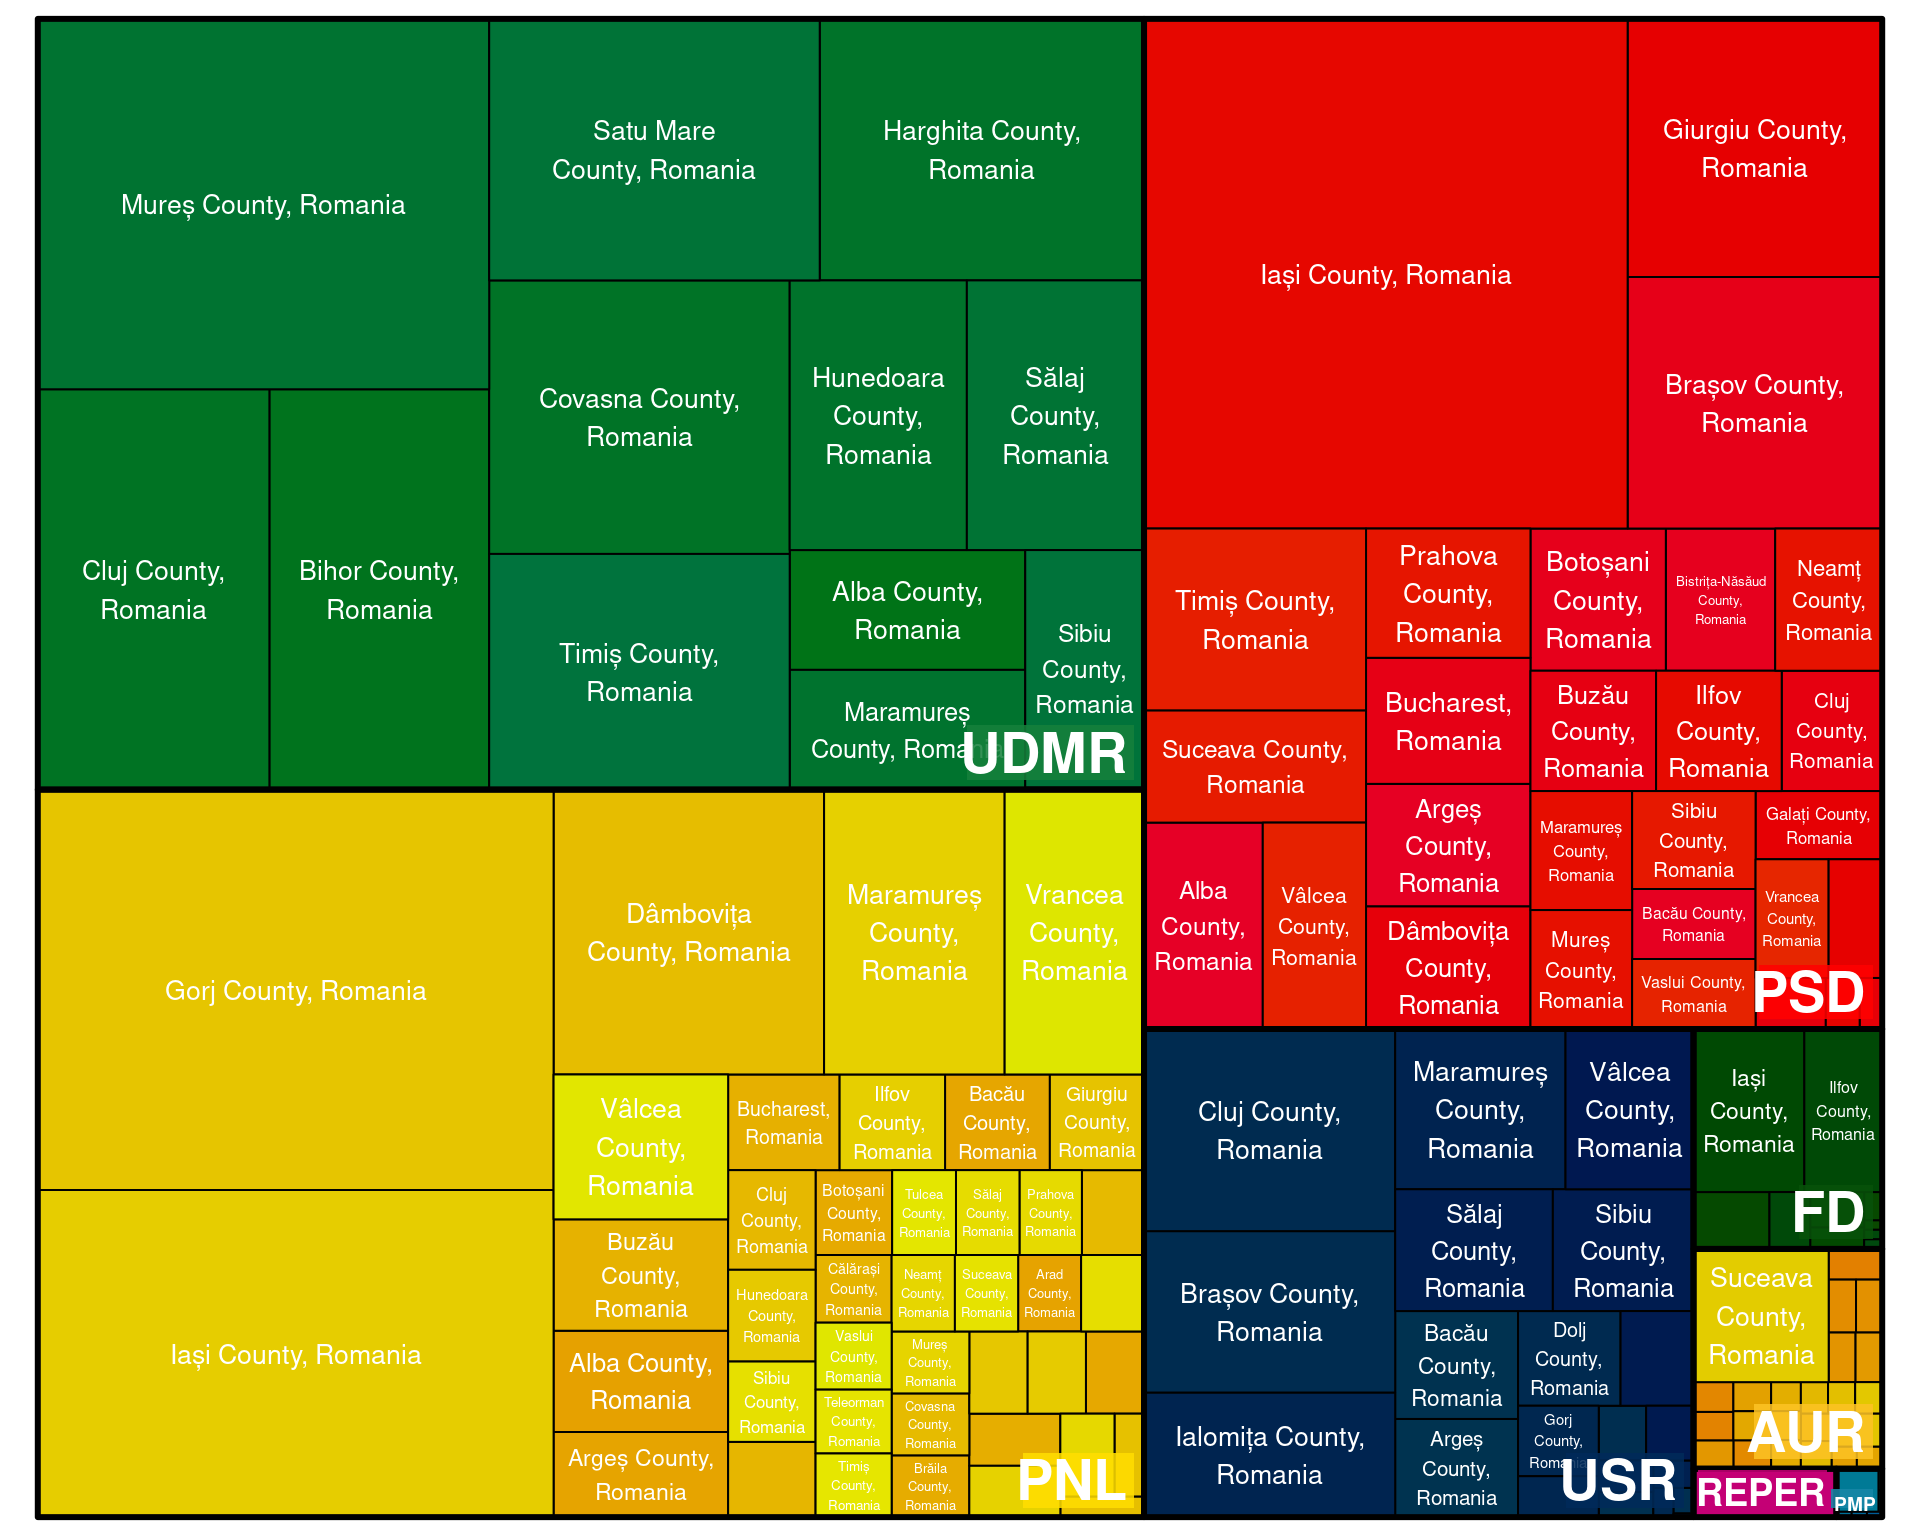 Mureș County, Romania
Satu Mare
County, Romania
Harghita County,
Romania
Cluj County,
Romania
Bihor County,
Romania
Covasna County,
Romania
Hunedoara
County,
Romania
Sălaj
County,
Romania
Timiș County,
Romania
Alba County,
Romania
Maramureș
County, Romania
Sibiu
County,
Romania
UDMR
Iași County, Romania
Giurgiu County,
Romania
Brașov County,
Romania
Timiș County,
Romania
Suceava County,
Romania
Alba
County,
Romania
Vâlcea
County,
Romania
Prahova
County,
Romania
Bucharest,
Romania
Argeș
County,
Romania
Dâmbovița
County,
Romania
Botoșani
County,
Romania
Bistrița-Năsăud
County,
Romania
Neamț
County,
Romania
Buzău
County,
Romania
Ilfov
County,
Romania
Cluj
County,
Romania
Maramureș
County,
Romania
Mureș
County,
Romania
Sibiu
County,
Romania
Bacău County,
Romania
Vaslui County,
Romania
Galați County,
Romania
Vrancea
County,
Romania
PSD
Gorj County, Romania
Iași County, Romania
Dâmbovița
County, Romania
Maramureș
County,
Romania
Vrancea
County,
Romania
Vâlcea
County,
Romania
Buzău
County,
Romania
Alba County,
Romania
Argeș County,
Romania
Bucharest,
Romania
Ilfov
County,
Romania
Bacău
County,
Romania
Giurgiu
County,
Romania
Cluj
County,
Romania
Hunedoara
County,
Romania
Sibiu
County,
Romania
Botoșani
County,
Romania
Călărași
County,
Romania
Vaslui
County,
Romania
Teleorman
County,
Romania
Timiș
County,
Romania
Tulcea
County,
Romania
Sălaj
County,
Romania
Prahova
County,
Romania
Neamț
County,
Romania
Suceava
County,
Romania
Arad
County,
Romania
Mureș
County,
Romania
Covasna
County,
Romania
Brăila
County,
Romania
PNL
Cluj County,
Romania
Brașov County,
Romania
Ialomița County,
Romania
Maramureș
County,
Romania
Vâlcea
County,
Romania
Sălaj
County,
Romania
Sibiu
County,
Romania
Bacău
County,
Romania
Argeș
County,
Romania
Dolj
County,
Romania
Gorj
County,
Romania
USR
Iași
County,
Romania
Ilfov
County,
Romania
FD
Suceava
County,
Romania
AUR
REPER
PMP